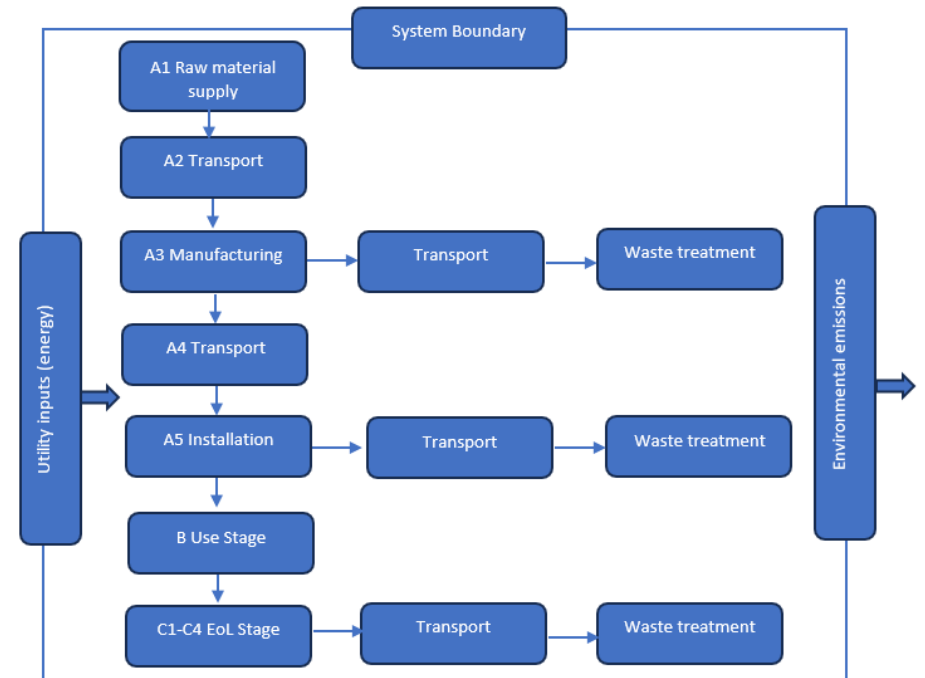 System Boundary
A1 Raw material
supply
A2 Transport
A3 Manufacturing
Transport
Waste treatment
A4 Transport
A5 Installation
Transport
Waste treatment
B Use Stage
C1-C4 EoL Stage
Transport
Waste treatment
Utility inputs (energy)
Environmental emissions